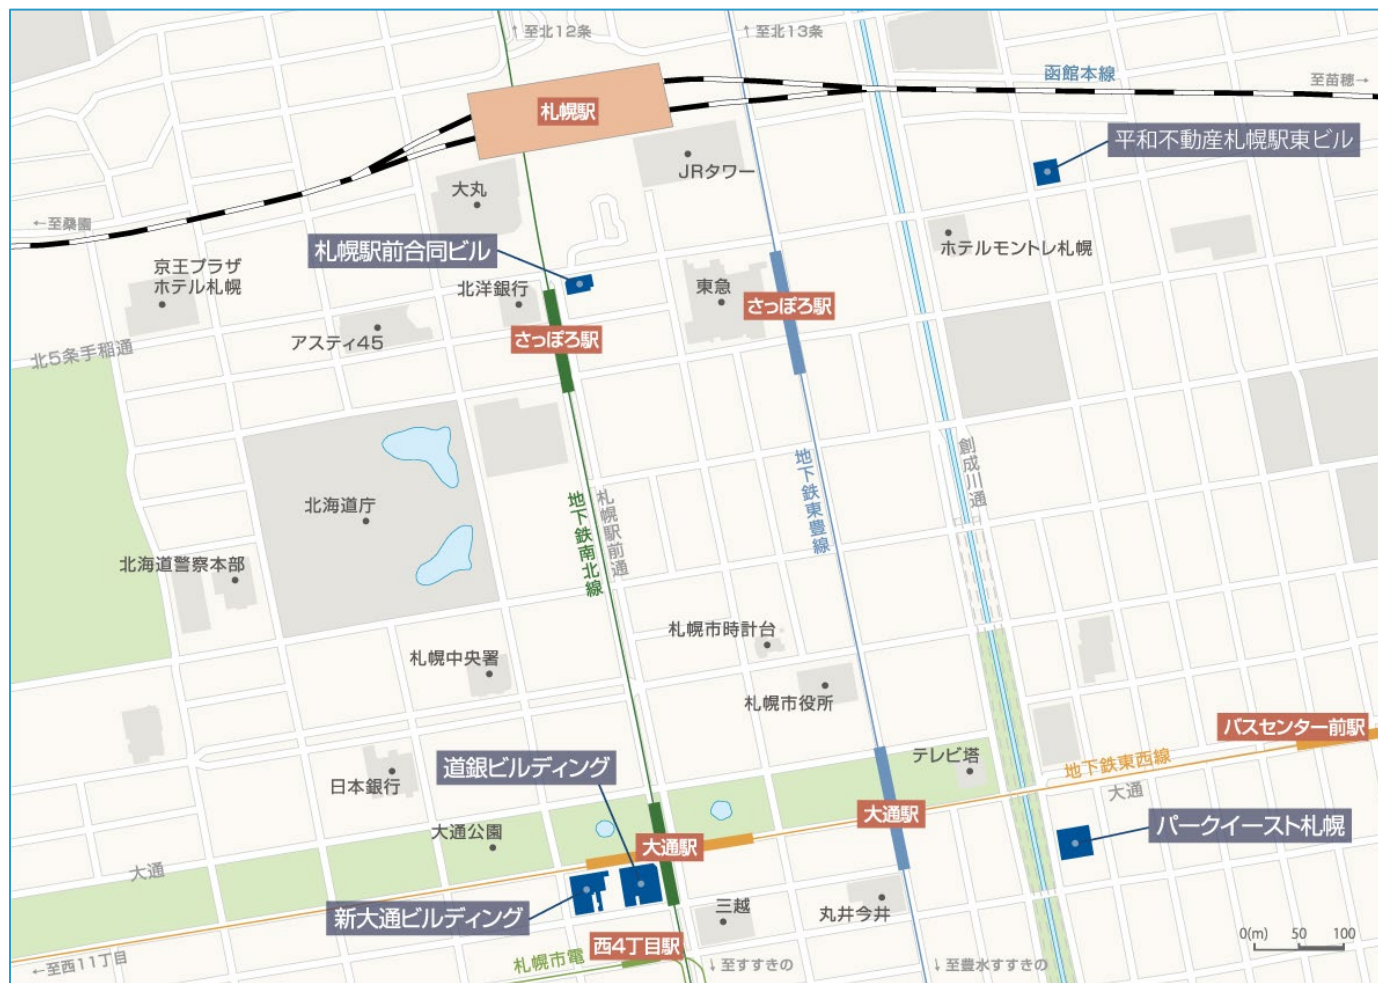 ↑至北12条
↑至北13条
函館本線
至苗穂→
札幌駅
平和不動産札幌駅東ビル
JRタワー
大丸
←至桑園
札幌駅前合同ビル
ホテルモントレ札幌
京王プラザ
ホテル札幌
北洋銀行
東急
さっぽろ駅
さっぽろ駅
アスティ45
北5条手稲通
創成川通
地下鉄東豊線
地下鉄南北線
札幌駅前通
北海道庁
北海道警察本部
札幌市時計台
札幌中央署
札幌市役所
バスセンター前駅
テレビ塔
地下鉄東西線
道銀ビルディング
日本銀行
大通
大通駅
パークイースト札幌
大通公園
大通駅
大通
新大通ビルディング
三越
丸井今井
西4丁目駅
0(m) 50 100
←至西11丁目
札幌市電
↓至すすきの
↓至豊水すすきの